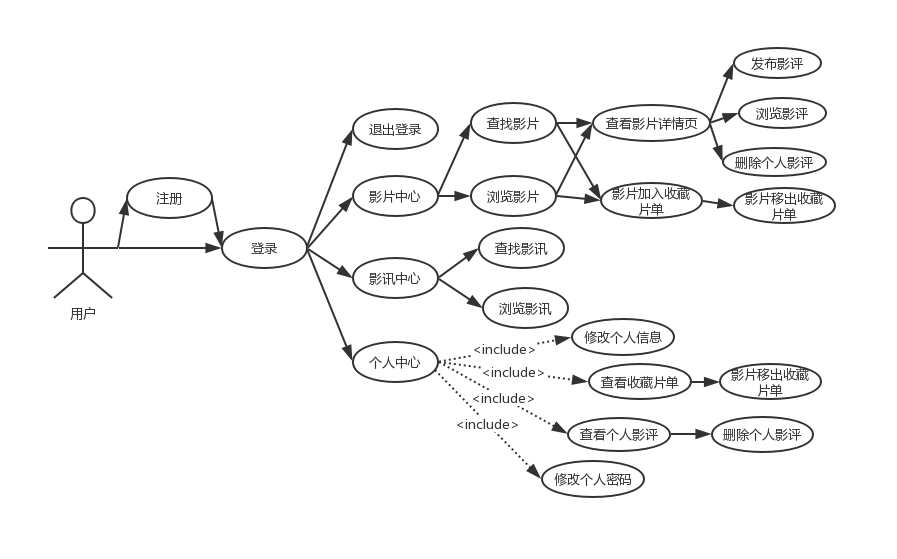 发布影评
退出登录
查找影片
查看影片详情页
浏览影评
删除个人影评
注册
影片中心
浏览影片
影片加入收藏
片单
影片移出收藏
片单
登录
查找影讯
影讯中心
浏览影讯
用户
修改个人信息
<include>
个人中心
<include>
查看收藏片单
影片移出收藏
片单
<include>
<include>
查看个人影评
删除个人影评
修改个人密码